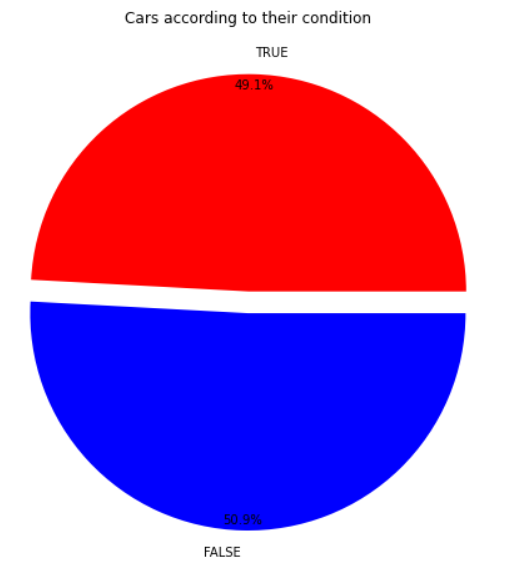 Cars according to their condition
TRUE
49.1%
50.9%
FALSE